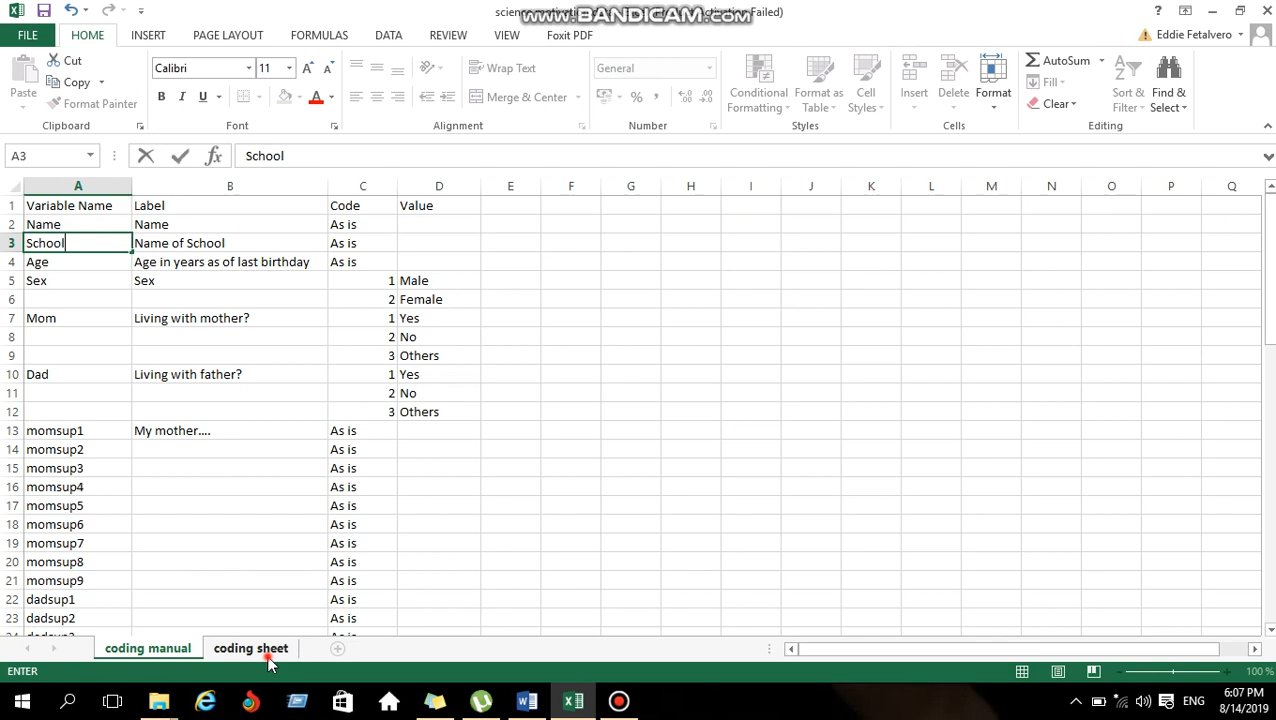 science motivation
Activation Failed)
www.BANDICAM.com
FILE HOME INSERT PAGE LAYOUT FORMULAS DATA REVIEW VIEW Foxit PDF Eddie Fetalvero
Cut Calibri 11 Wrap Text General AutoSum
Copy Fill
Paste Format Painter B I U A Merge & Center % Conditional Formatting Format as Table Cell Styles Insert Delete Format Clear Sort & Filter Find & Select
Clipboard Font Alignment Number Styles Cells Editing
A3 fx School
A B C D E F G H I J K L M N O P Q
1 Variable Name Label Code Value
2 Name Name As is
3 School Name of School As is
4 Age Age in years as of last birthday As is
5 Sex Sex 1 Male
6 2 Female
7 Mom Living with mother? 1 Yes
8 2 No
9 3 Others
10 Dad Living with father? 1 Yes
11 2 No
12 3 Others
13 momsup1 My mother.... As is
14 momsup2 As is
15 momsup3 As is
16 momsup4 As is
17 momsup5 As is
18 momsup6 As is
19 momsup7 As is
20 momsup8 As is
21 momsup9 As is
22 dadsup1 As is
23 dadsup2 As is
coding manual coding sheet
ENTER 100 %
ENG 6:07 PM
8/14/2019